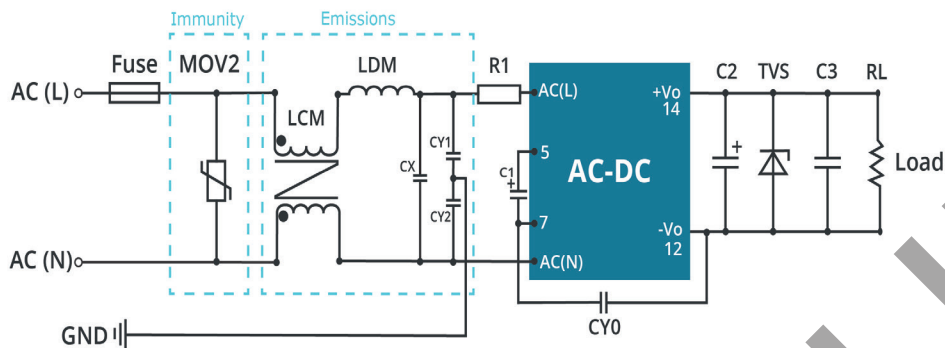 Immunity
Emissions
Fuse
MOV2
LDM
R1
C2
TVS
C3
RL
AC (L)
AC(L)
+Vo
14
LCM
CY1
5
AC-DC
CX
C1
+
+
Load
CY2
7
-Vo
12
AC (N)
AC(N)
GND
CY0